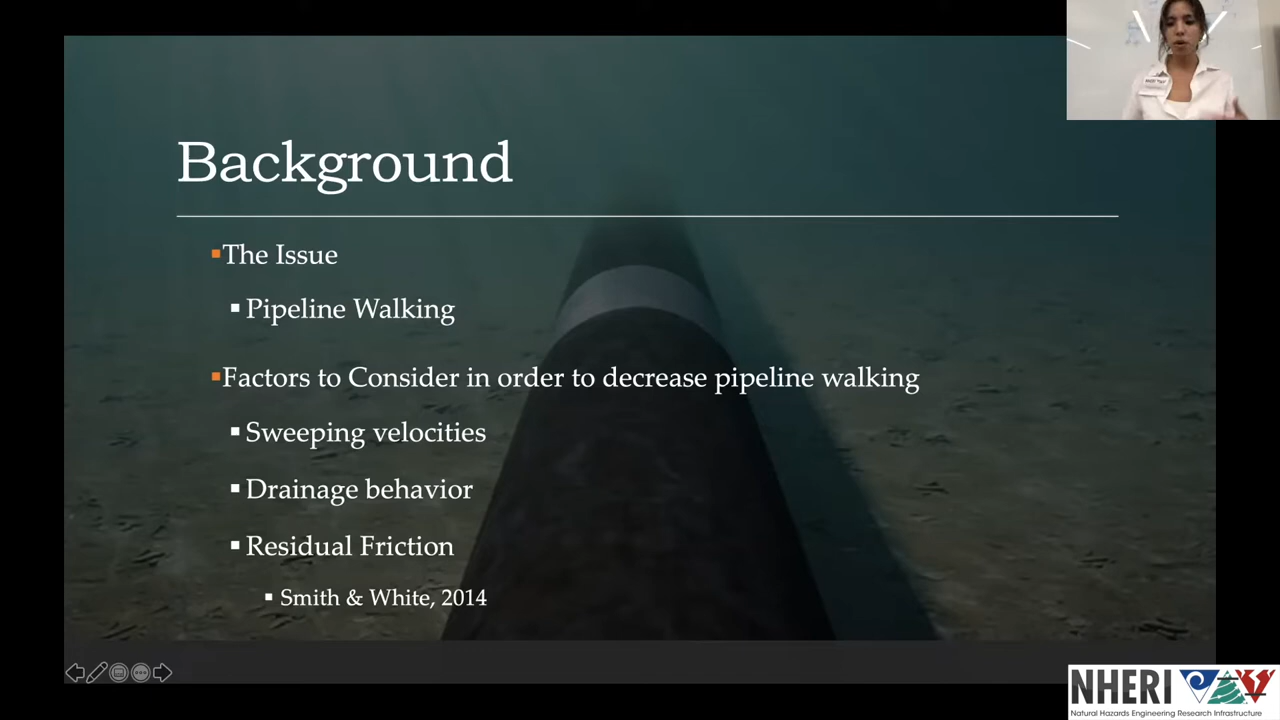 Background
The Issue
Pipeline Walking
Factors to Consider in order to decrease pipeline walking
Sweeping velocities
Drainage behavior
Residual Friction
Smith & White, 2014
NHERI
Natural Hazards Engineering Research Infrastructure